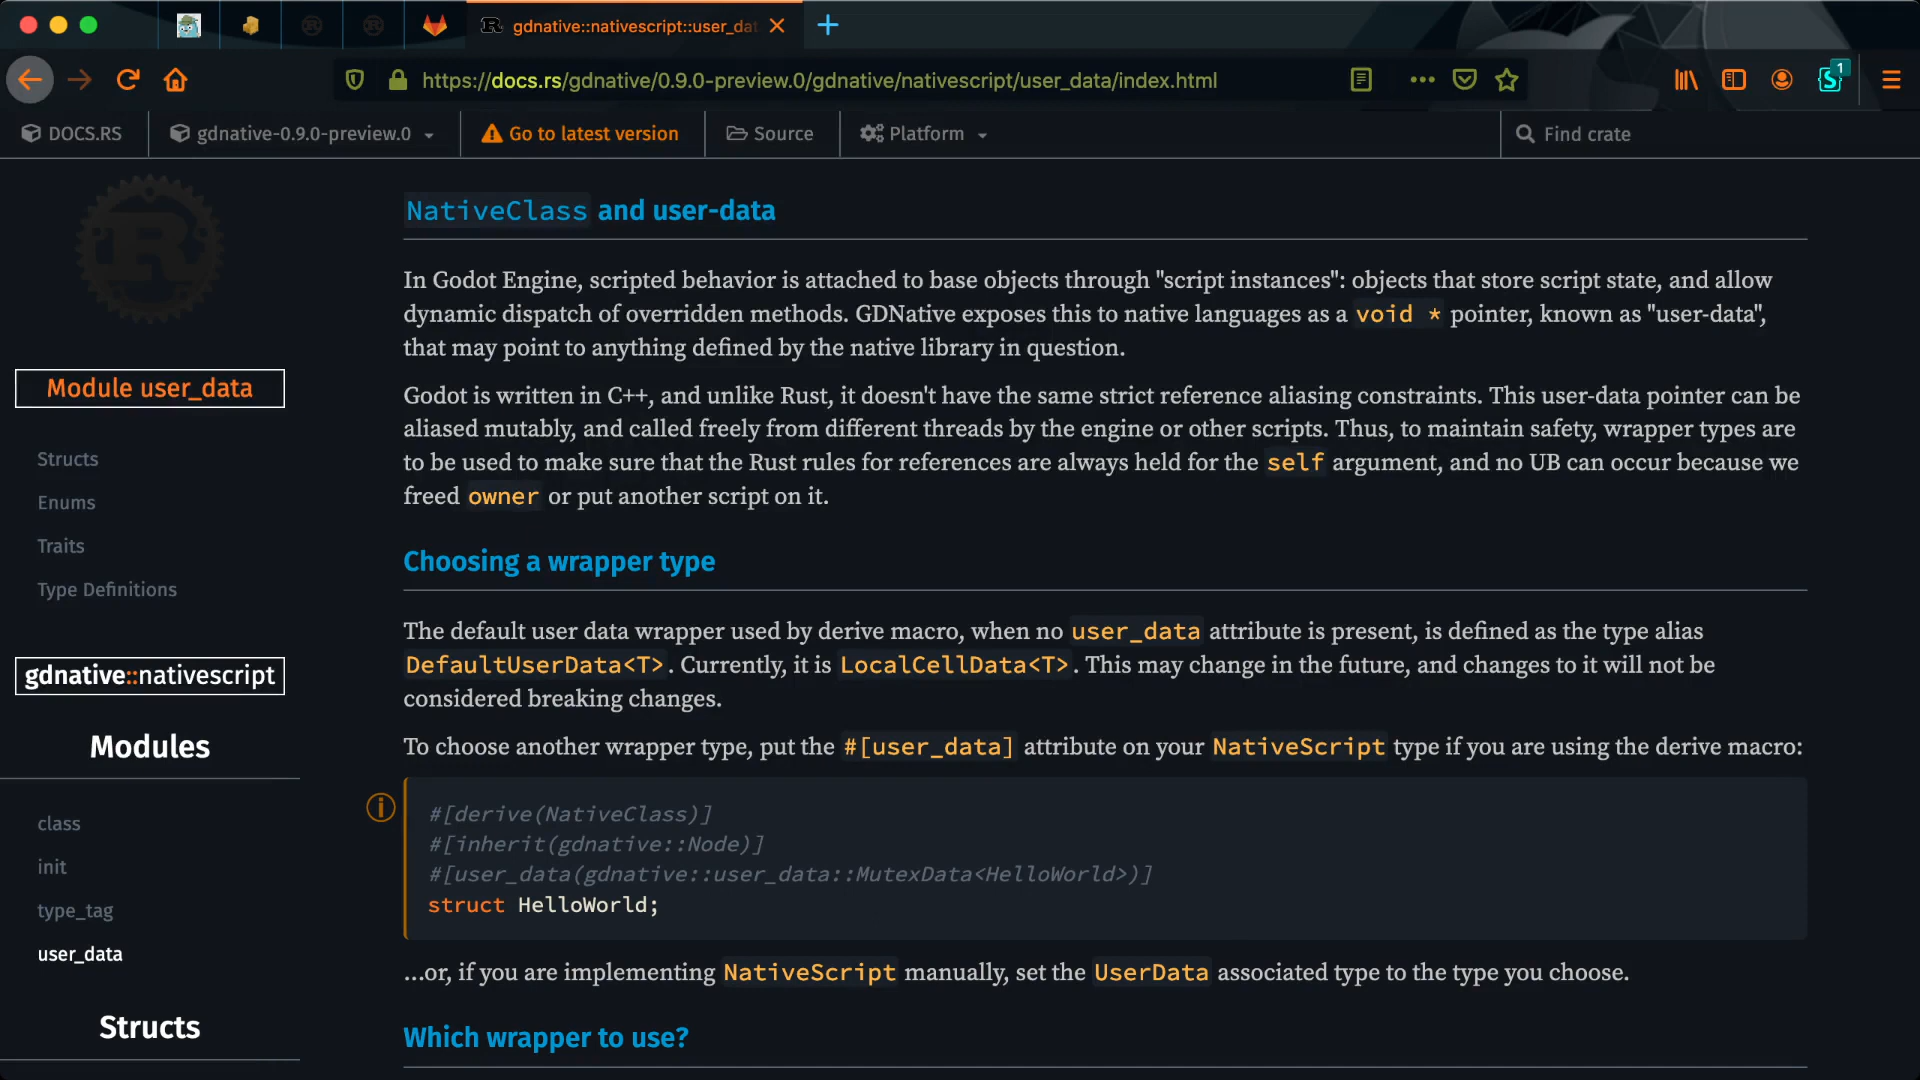 gdnative::nativescript::user_dat
https://docs.rs/gdnative/0.9.0-preview.0/gdnative/nativescript/user_data/index.html
1
DOCS.RS
gdnative-0.9.0-preview.0
Go to latest version
Source
Platform
Find crate
Module user_data
Structs
Enums
Traits
Type Definitions
gdnative::nativescript
Modules
class
init
type_tag
user_data
Structs
NativeClass and user-data
In Godot Engine, scripted behavior is attached to base objects through "script instances": objects that store script state, and allow
dynamic dispatch of overridden methods. GDNative exposes this to native languages as a void * pointer, known as "user-data",
that may point to anything defined by the native library in question.
Godot is written in C++, and unlike Rust, it doesn't have the same strict reference aliasing constraints. This user-data pointer can be
aliased mutably, and called freely from different threads by the engine or other scripts. Thus, to maintain safety, wrapper types are
to be used to make sure that the Rust rules for references are always held for the self argument, and no UB can occur because we
freed owner or put another script on it.
Choosing a wrapper type
The default user data wrapper used by derive macro, when no user_data attribute is present, is defined as the type alias
DefaultUserData<T>. Currently, it is LocalCellData<T>. This may change in the future, and changes to it will not be
considered breaking changes.
To choose another wrapper type, put the #[user_data] attribute on your NativeScript type if you are using the derive macro:
#[derive(NativeClass)]
#[inherit(gdnative::Node)]
#[user_data(gdnative::user_data::MutexData<HelloWorld>)]
struct HelloWorld;
...or, if you are implementing NativeScript manually, set the UserData associated type to the type you choose.
Which wrapper to use?